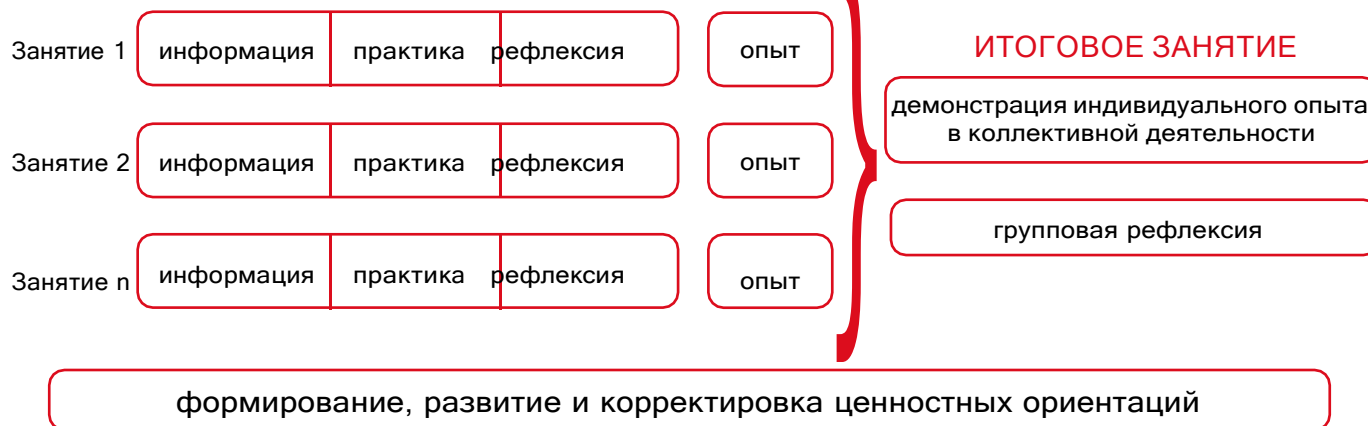 Занятие 1 информация практика рефлексия опыт
Занятие 2 информация практика рефлексия опыт
Занятие n информация практика рефлексия опыт
ИТОГОВОЕ ЗАНЯТИЕ
демонстрация индивидуального опыта
в коллективной деятельности
групповая рефлексия
формирование, развитие и корректировка ценностных ориентаций